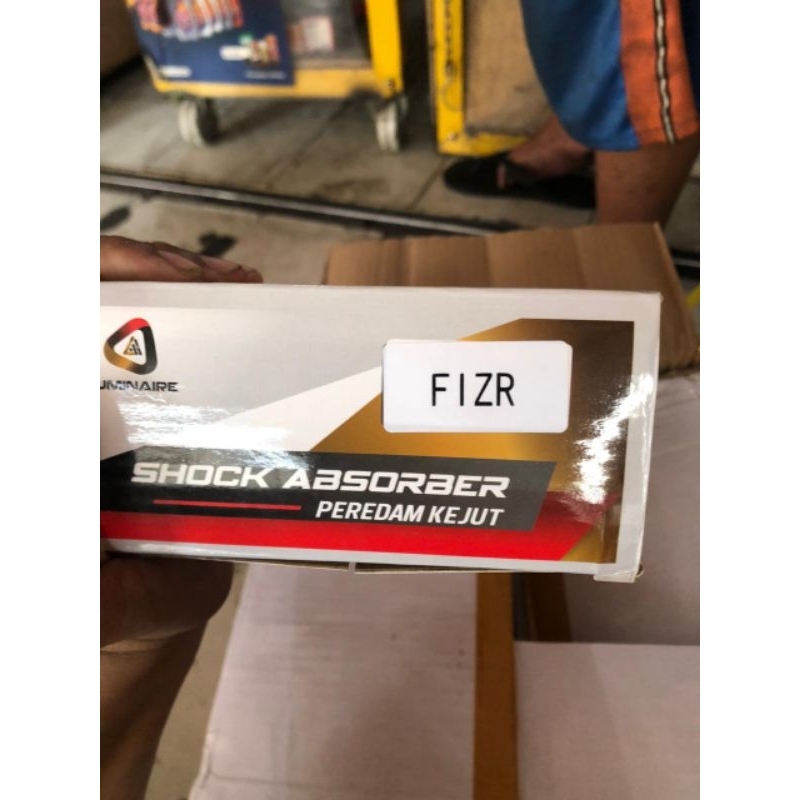 UMINAIRE
FIZR
SHOCK ABSORBER
PEREDAM KEJUT